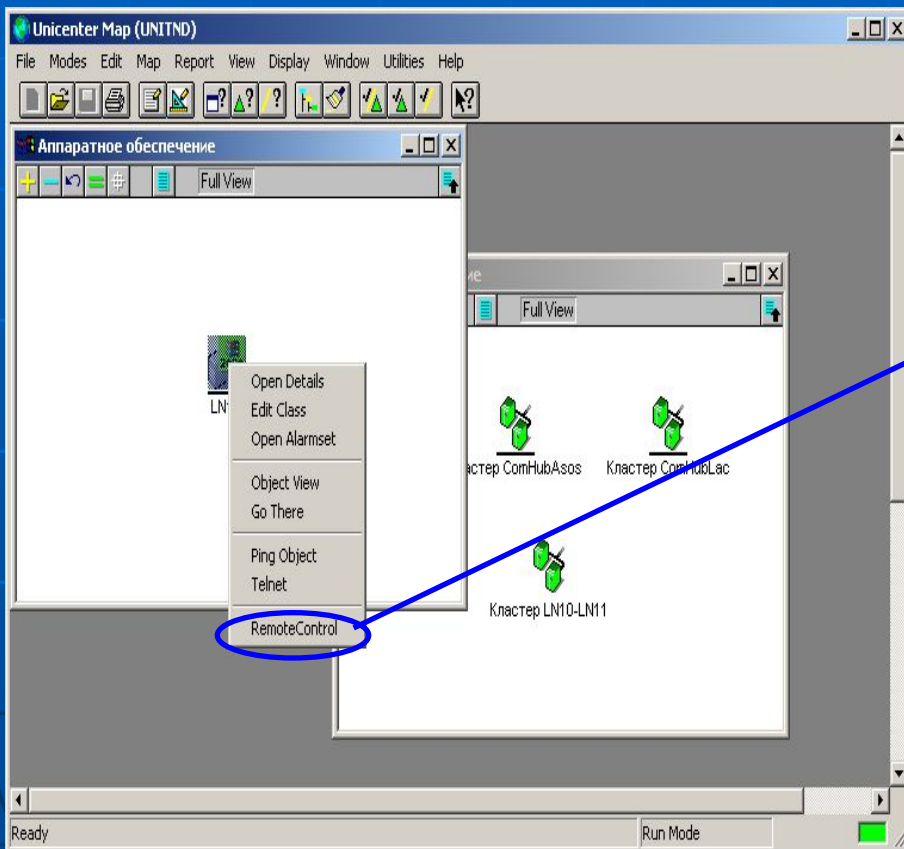 Unicenter Map (UNITND)
File Modes Edit Map Report View Display Window Utilities Help
Аппаратное обеспечение
Full View
Full View
Open Details
Edit Class
Open Alarmset
Object View
Go There
Ping Object
Telnet
RemoteControl
ComHubAsos
Кластер ComHubLac
Кластер LN10-LN11
Ready Run Mode